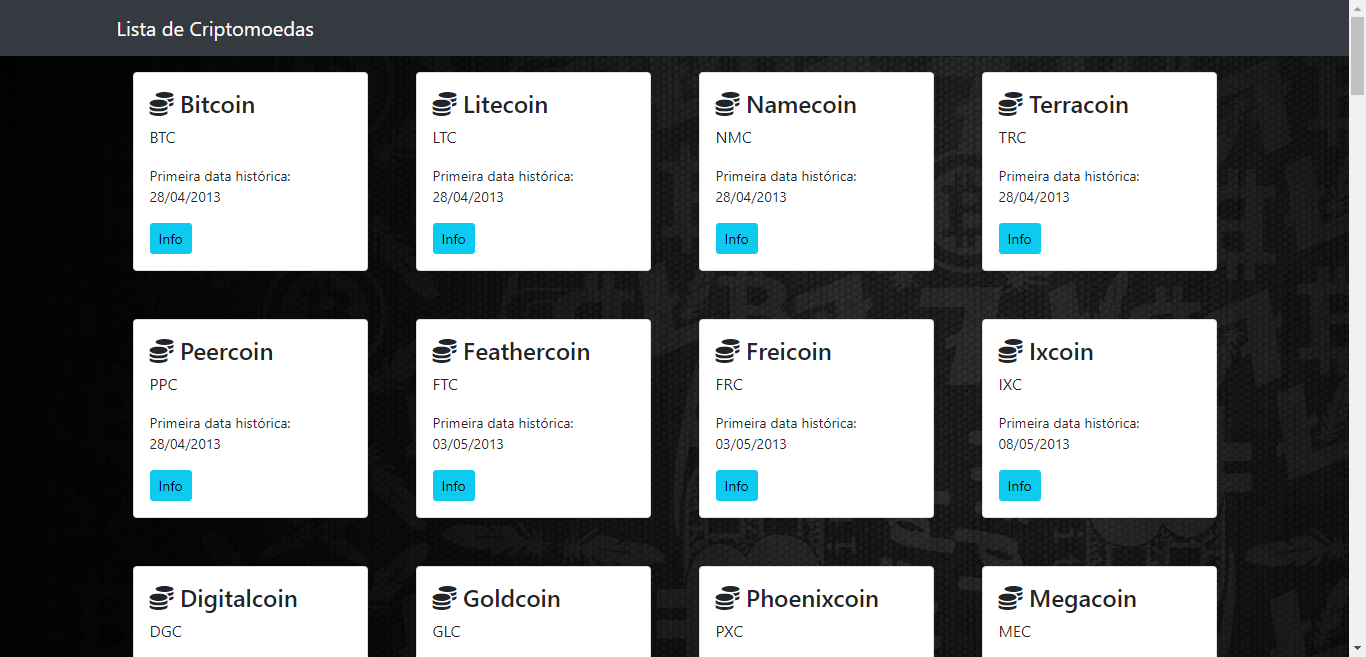 Lista de Criptomoedas
Bitcoin
BTC
Primeira data histórica:
28/04/2013
Info
Litecoin
LTC
Primeira data histórica:
28/04/2013
Info
Namecoin
NMC
Primeira data histórica:
28/04/2013
Info
Terracoin
TRC
Primeira data histórica:
28/04/2013
Info
Peercoin
PPC
Primeira data histórica:
28/04/2013
Info
Feathercoin
FTC
Primeira data histórica:
03/05/2013
Info
Freicoin
FRC
Primeira data histórica:
03/05/2013
Info
Ixcoin
IXC
Primeira data histórica:
08/05/2013
Info
Digitalcoin
DGC
Goldcoin
GLC
Phoenixcoin
PXC
Megacoin
MEC